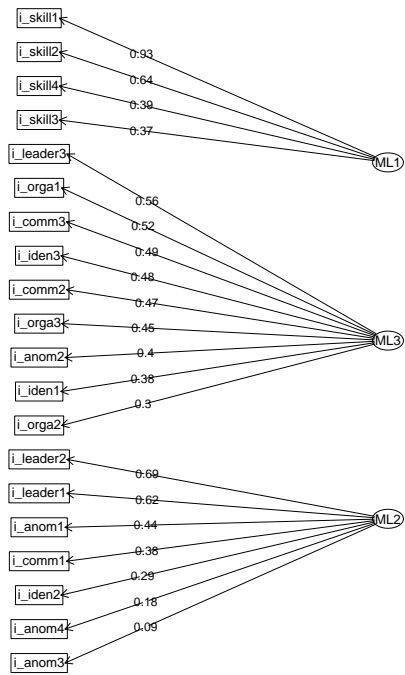 i_skill1
0.93
i_skill2
0.64
i_skill4
0.39
i_skill3
0.37
ML1
i_leader3
0.56
i_orga1
0.52
i_comm3
0.49
i_iden3
0.48
i_comm2
0.47
i_orga3
0.45
ML3
i_anom2
0.4
i_iden1
0.38
i_orga2
0.3
i_leader2
0.69
i_leader1
0.62
i_anom1
0.44
ML2
i_comm1
0.38
i_iden2
0.29
i_anom4
0.18
i_anom3
0.09